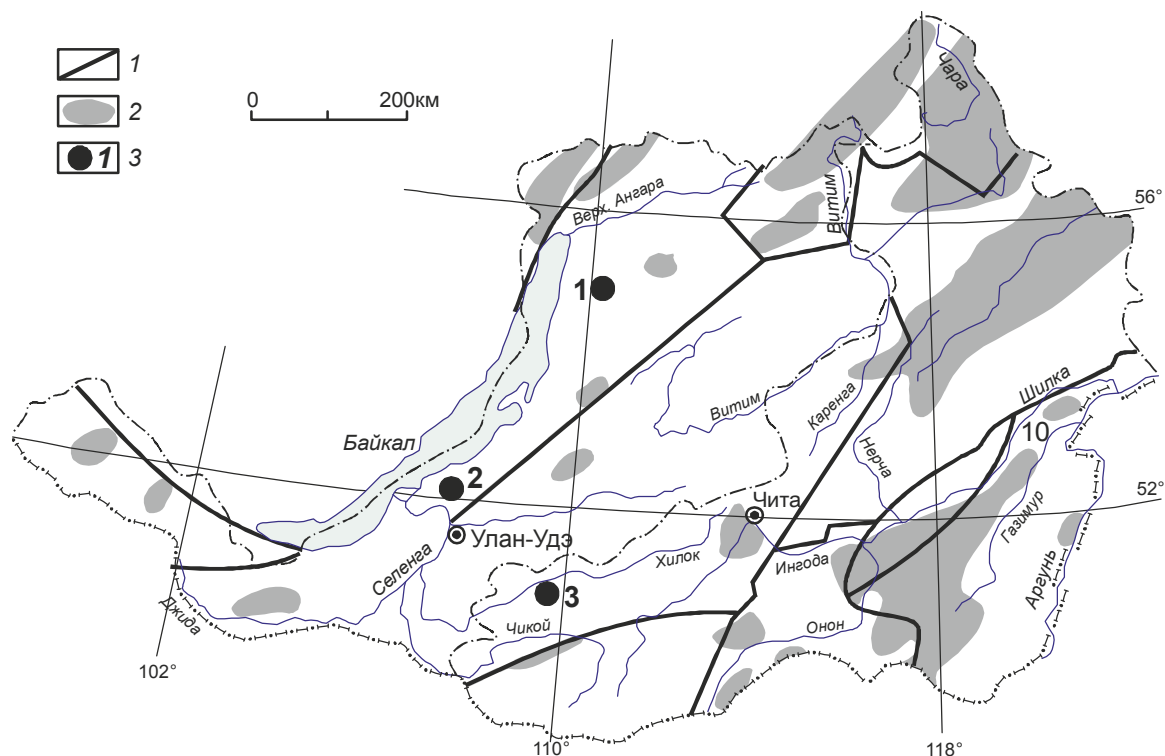 1
2
1 3
0 200км
Чара
56°
Верх. Ангара
Витим
1
Байкал
Витим
Каренга
Шилка
10
Нерча
Газимур
2
52°
Чита
Улан-Удэ
Селенга
Хилок
Ингода
Аргунь
Джида
3
Чикой
Онон
102°
110°
118°